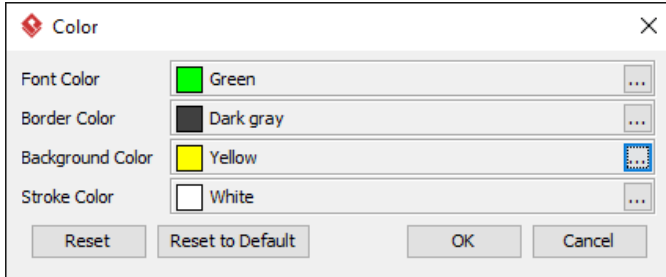 Color
Font Color Green ...
Border Color Dark gray ...
Background Color Yellow ...
Stroke Color White ...
Reset Reset to Default OK Cancel